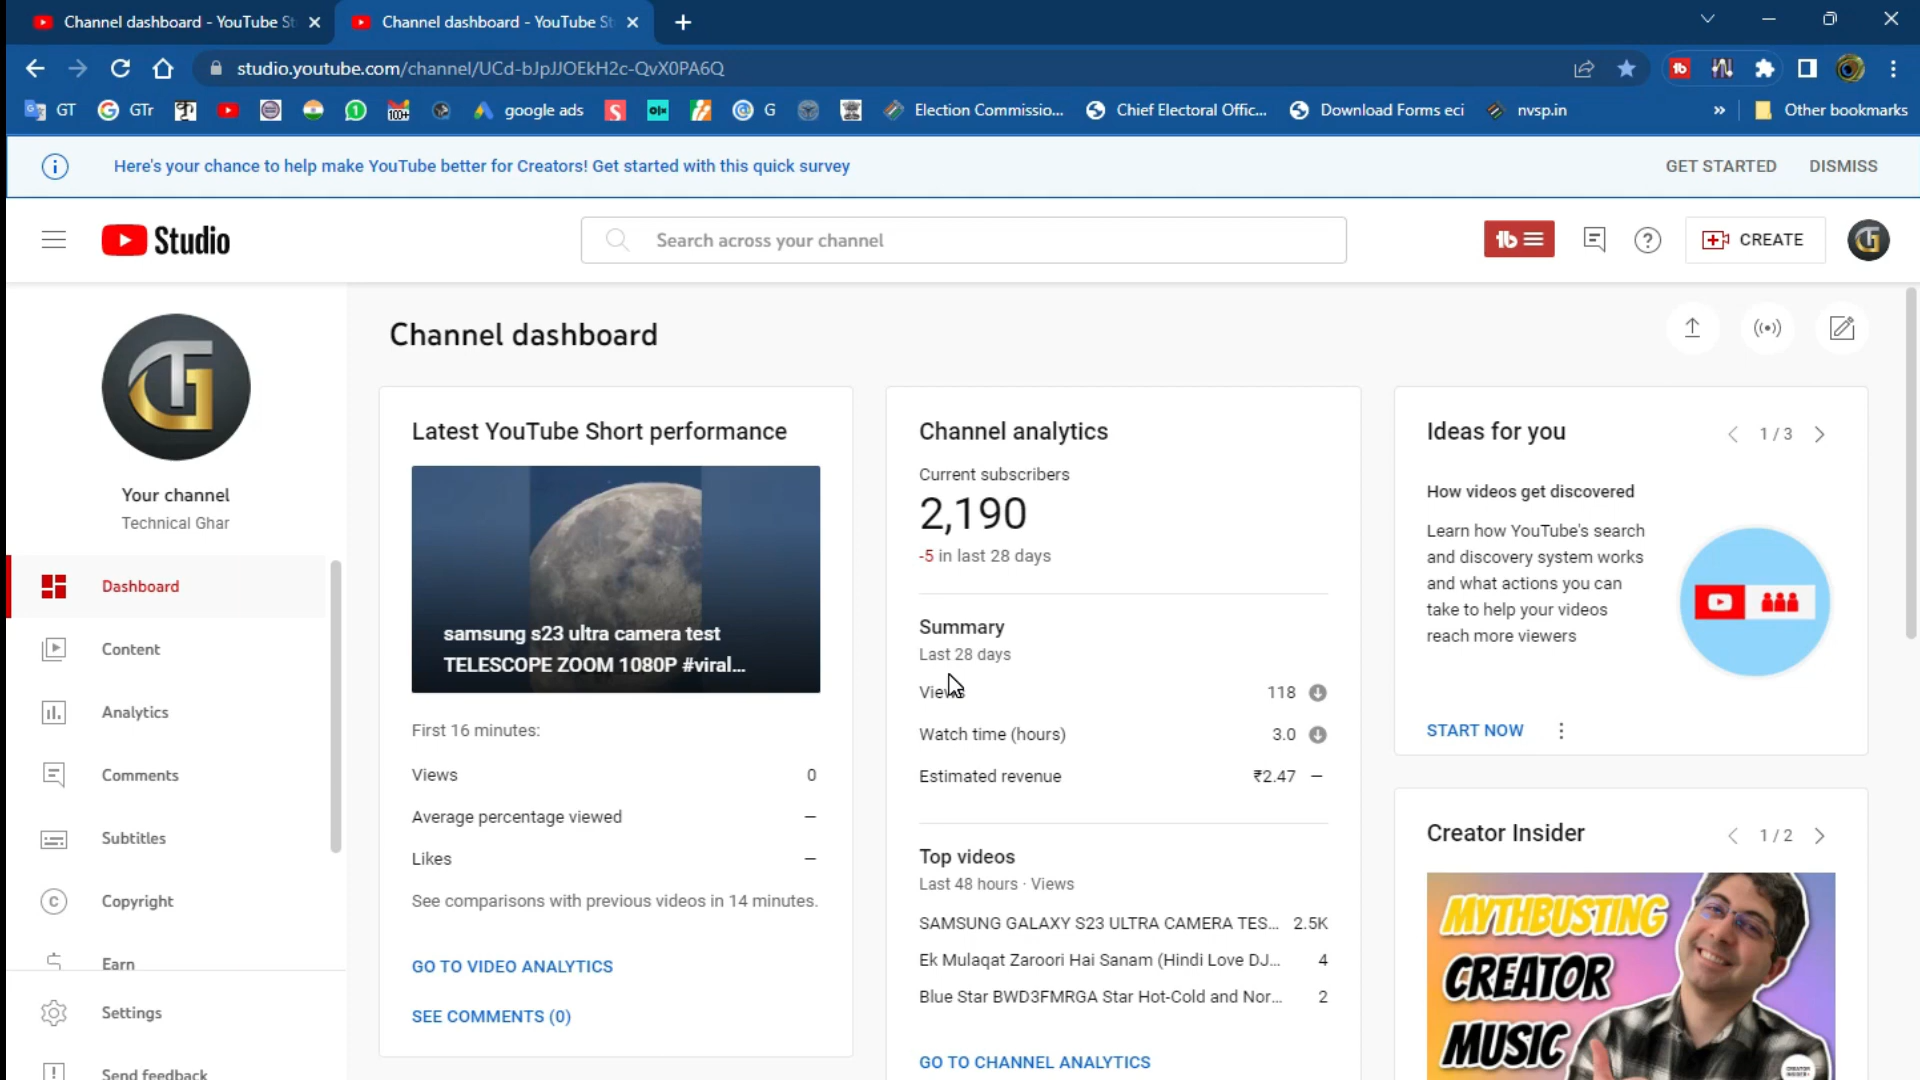 Channel dashboard - YouTube St
Channel dashboard - YouTube St
studio.youtube.com/channel/UCd-bJpJJOEkH2c-QvX0PA6Q
GT
GTr
100+
google ads
S
olx
G
Election Commissio...
Chief Electoral Offic...
Download Forms eci
nvsp.in
»
Other bookmarks
Here's your chance to help make YouTube better for Creators! Get started with this quick survey
GET STARTED
DISMISS
Studio
Search across your channel
tb
CREATE
Your channel
Technical Ghar
Dashboard
Content
Analytics
Comments
Subtitles
Copyright
Earn
Settings
Send feedback
Channel dashboard
Latest YouTube Short performance
samsung s23 ultra camera test
TELESCOPE ZOOM 1080P #viral...
First 16 minutes:
Views 0
Average percentage viewed –
Likes –
See comparisons with previous videos in 14 minutes.
GO TO VIDEO ANALYTICS
SEE COMMENTS (0)
Channel analytics
Current subscribers
2,190
-5 in last 28 days
Summary
Last 28 days
Views 118
Watch time (hours) 3.0
Estimated revenue ₹2.47 –
Top videos
Last 48 hours · Views
SAMSUNG GALAXY S23 ULTRA CAMERA TES... 2.5K
Ek Mulaqat Zaroori Hai Sanam (Hindi Love DJ... 4
Blue Star BWD3FMRGA Star Hot-Cold and Nor... 2
GO TO CHANNEL ANALYTICS
Ideas for you
1 / 3
How videos get discovered
Learn how YouTube's search
and discovery system works
and what actions you can
take to help your videos
reach more viewers
START NOW
Creator Insider
1 / 2
MYTHBUSTING
CREATOR
MUSIC